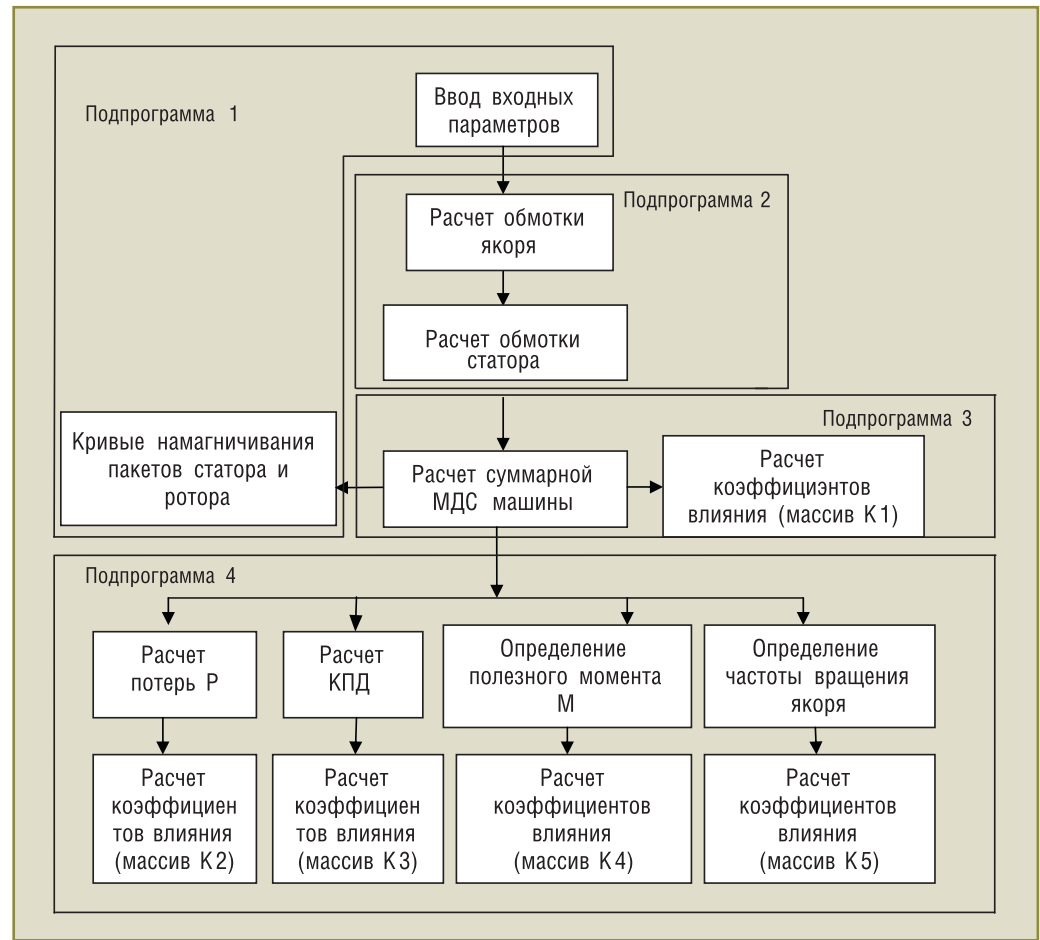 Подпрограмма 1
Ввод входных
параметров
Подпрограмма 2
Расчет обмотки
якоря
Расчет обмотки
статора
Подпрограмма 3
Кривые намагничивания
пакетов статора и
ротора
Расчет суммарной
МДС машины
Расчет
коэффициэнтов
влияния (массив К1)
Подпрограмма 4
Расчет
потерь Р
Расчет
КПД
Определение
полезного момента
М
Определение
частоты вращения
якоря
Расчет
коэффициен
тов влияния
(массив К2)
Расчет
коэффициен
тов влияния
(массив К3)
Расчет
коэффициентов
влияния
(массив К4)
Расчет
коэффициентов
влияния
(массив К5)